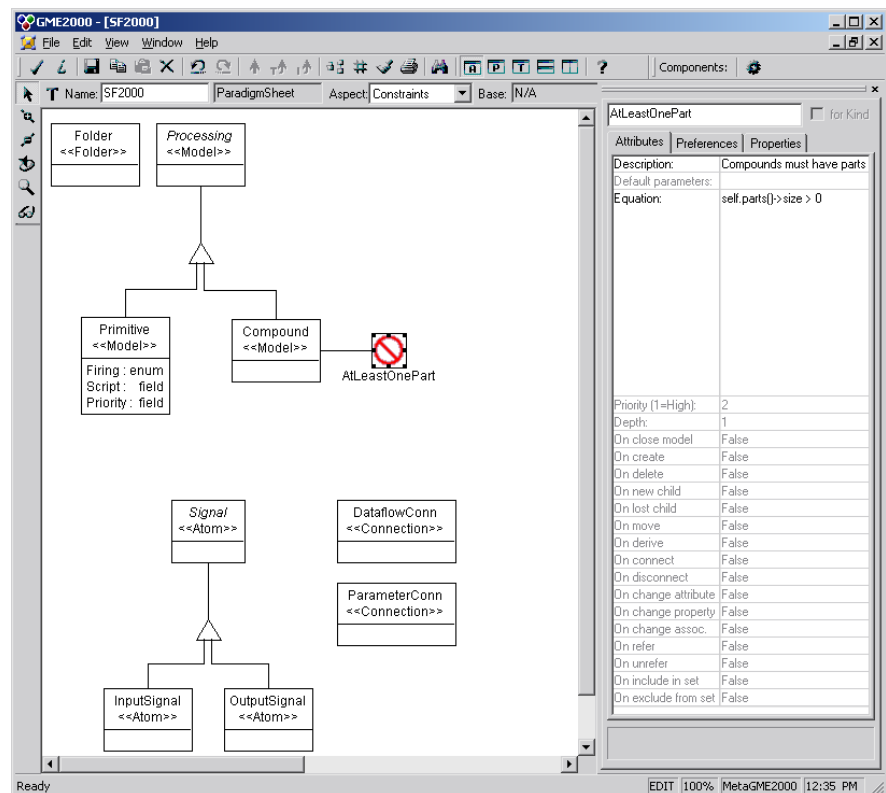 GME2000 - [SF2000]
File Edit View Window Help
Components:
Name: SF2000 ParadigmSheet Aspect: Constraints Base: N/A
Folder
<<Folder>>
Processing
<<Model>>
Primitive
<<Model>>
Firing : enum
Script : field
Priority : field
Compound
<<Model>>
AtLeastOnePart
Signal
<<Atom>>
DataflowConn
<<Connection>>
ParameterConn
<<Connection>>
InputSignal
<<Atom>>
OutputSignal
<<Atom>>
AtLeastOnePart for Kind
Attributes Preferences Properties
Description: Compounds must have parts
Default parameters:
Equation: self.parts()->size > 0
Priority (1=High): 2
Depth: 1
On close model False
On create False
On delete False
On new child False
On lost child False
On move False
On derive False
On connect False
On disconnect False
On change attribute False
On change property False
On change assoc. False
On refer False
On unrefer False
On include in set False
On exclude from set False
Ready EDIT 100% MetaGME2000 12:35 PM